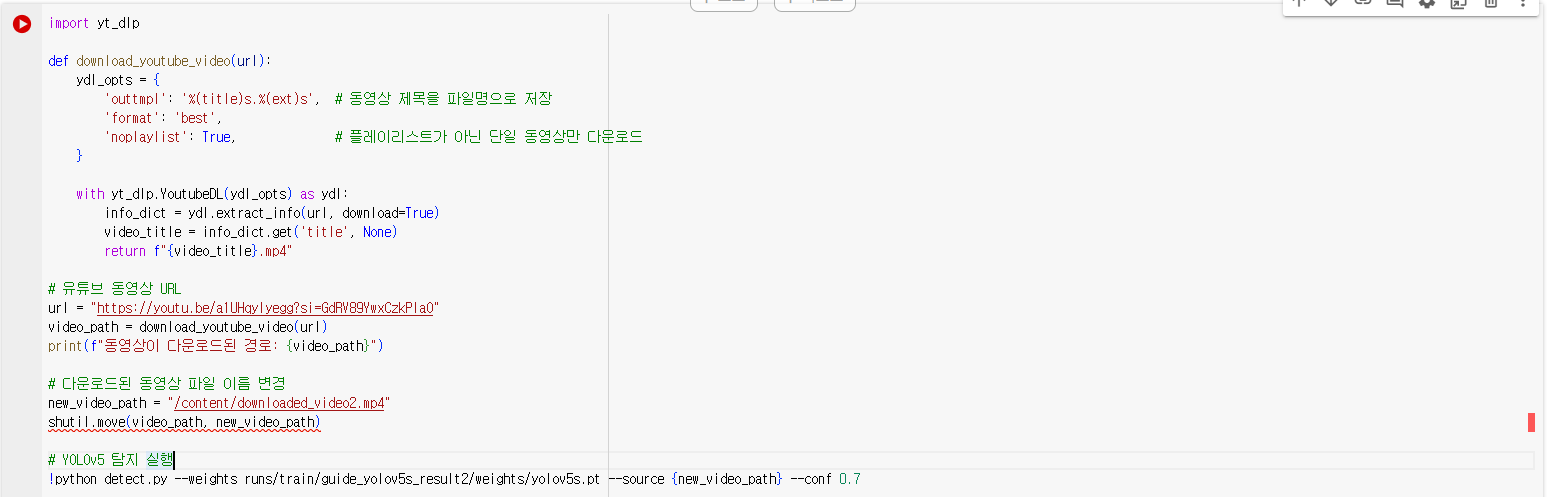 import yt_dlp
def download_youtube_video(url):
ydl_opts = {
'outtmpl': '%(title)s.%(ext)s', # 동영상 제목을 파일명으로 저장
'format': 'best',
'noplaylist': True, # 플레이리스트가 아닌 단일 동영상만 다운로드
}
with yt_dlp.YoutubeDL(ydl_opts) as ydl:
info_dict = ydl.extract_info(url, download=True)
video_title = info_dict.get('title', None)
return f"{video_title}.mp4"
# 유튜브 동영상 URL
url = "https://youtu.be/a1UHqylyegg?si=GdRV89YwxCzkPla0"
video_path = download_youtube_video(url)
print(f"동영상이 다운로드된 경로: {video_path}")
# 다운로드된 동영상 파일 이름 변경
new_video_path = "/content/downloaded_video2.mp4"
shutil.move(video_path, new_video_path)
# YOLOv5 탐지 실행
!python detect.py --weights runs/train/guide_yolov5s_result2/weights/yolov5s.pt --source {new_video_path} --conf 0.7